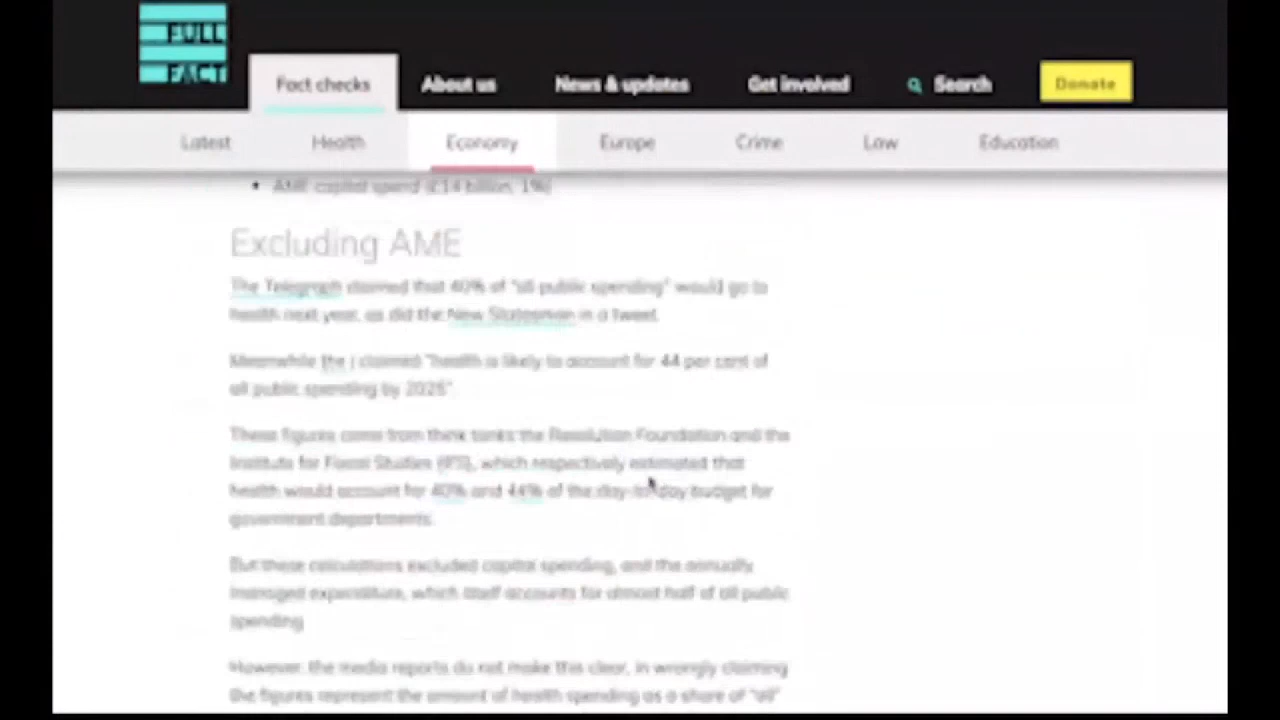 FULL
FACT
Fact checks
About us
News & updates
Get involved
Search
Donate
Latest
Health
Economy
Europe
Crime
Law
Education
AME capital spend (£14 billion, 1%)
Excluding AME
The Telegraph claimed that 40% of "all public spending" would go to
health next year, as did the New Statesman in a tweet.
Meanwhile the i claimed "health is likely to account for 44 per cent of
all public spending by 2025".
These figures come from think tanks the Resolution Foundation and the
Institute for Fiscal Studies (IFS), which respectively estimated that
health would account for 40% and 44% of the day-to-day budget for
government departments.
But these calculations excluded capital spending, and the annually
managed expenditure, which itself accounts for almost half of all public
spending.
However, the media reports do not make this clear, in wrongly claiming
the figures represent the amount of health spending as a share of "all"